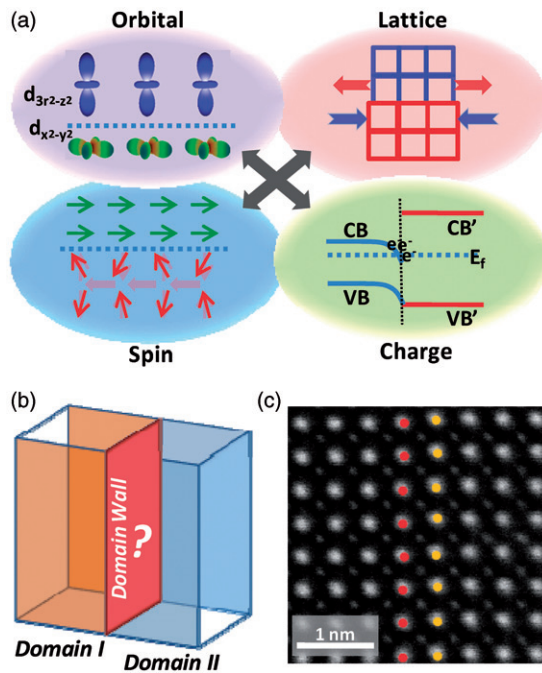 (a) Orbital Lattice
d3r²-z²
dx²-y²
CB e⁻e⁻ CB'
e⁻ Ef
VB VB'
Spin Charge
(b) (c)
Domain Wall
?
1 nm
Domain I Domain II